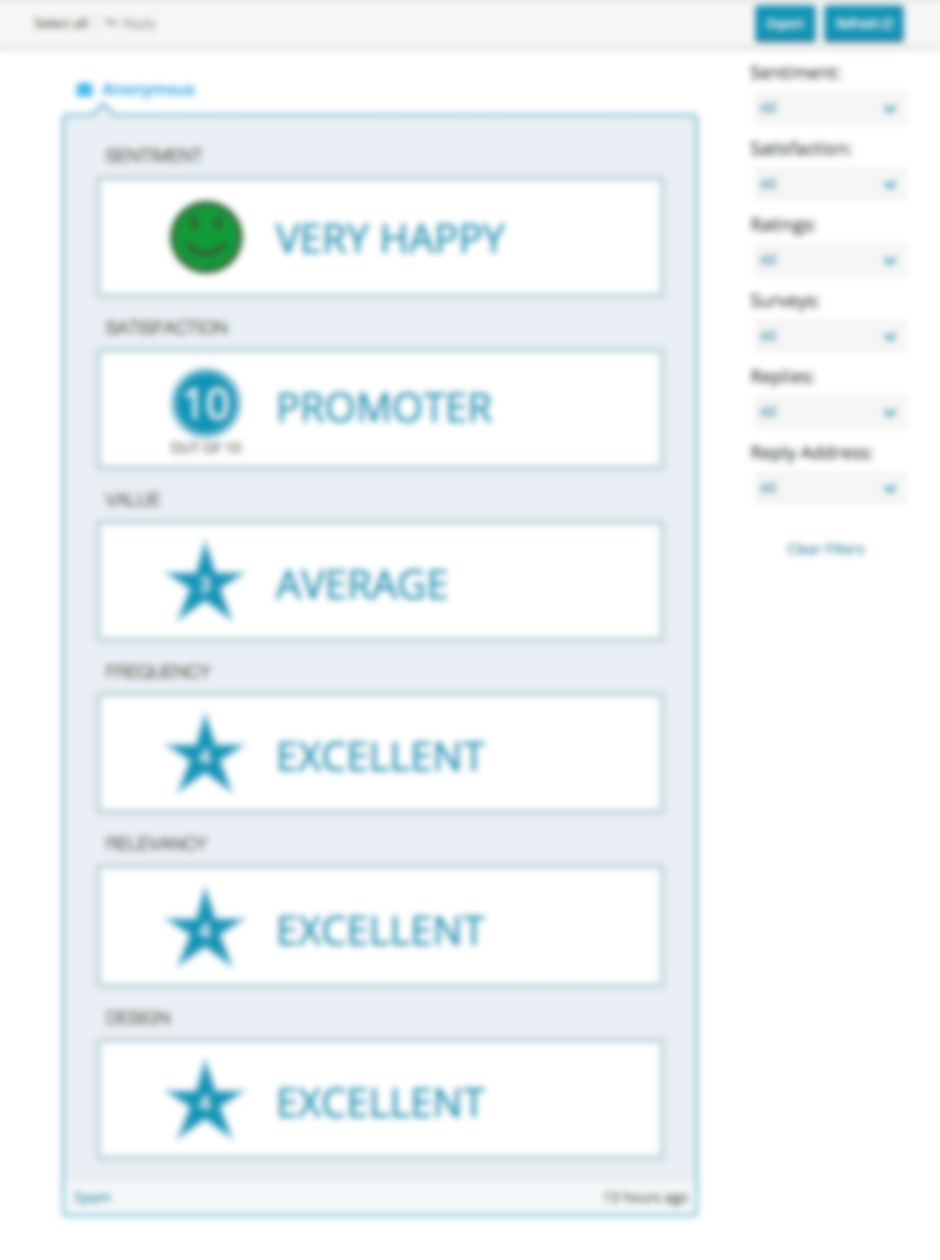 Select all Reply Export Refresh
Anonymous
SENTIMENT
VERY HAPPY
SATISFACTION
10
OUT OF 10
PROMOTER
VALUE
3
AVERAGE
FREQUENCY
4
EXCELLENT
RELEVANCY
4
EXCELLENT
DESIGN
4
EXCELLENT
Spam 13 hours ago
Sentiment:
All
Satisfaction:
All
Ratings:
All
Surveys:
All
Replies:
All
Reply Address:
All
Clear Filters